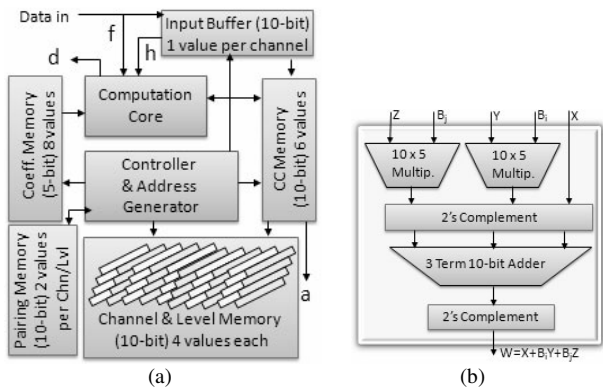 Data in
f
Input Buffer (10-bit)
1 value per channel
d
h
Computation
Core
Coeff. Memory
(5-bit) 8values
CC Memory
(10-bit) 6 values
Controller
& Address
Generator
Pairing Memory
(10-bit) 2 values
per Chn/Lvl
Channel & Level Memory
(10-bit) 4 values each
a
(a)
Z
Bj
Y
Bi
X
10 x 5
Multip.
10 x 5
Multip.
2's Complement
3 Term 10-bit Adder
2's Complement
W=X+BiY+BjZ
(b)